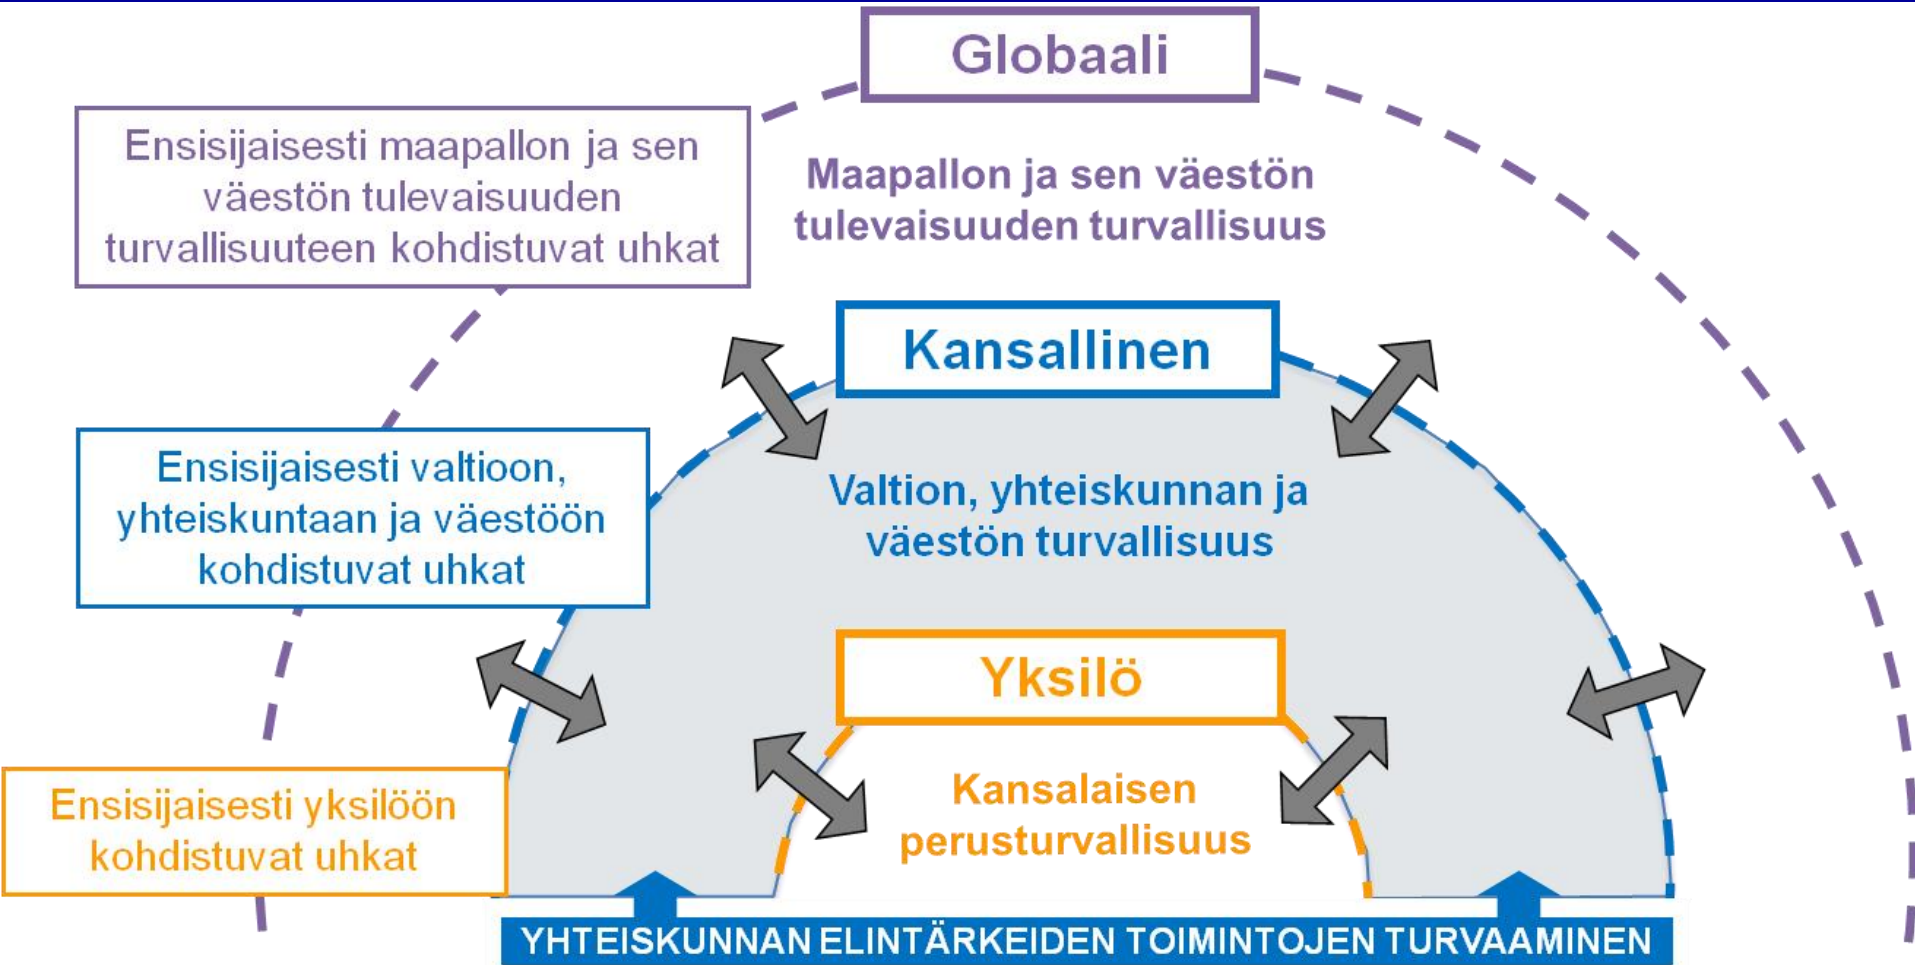 Globaali
Ensisijaisesti maapallon ja sen
väestön tulevaisuuden
turvallisuuteen kohdistuvat uhkat
Maapallon ja sen väestön
tulevaisuuden turvallisuus
Kansallinen
Ensisijaisesti valtioon,
yhteiskuntaan ja väestöön
kohdistuvat uhkat
Valtion, yhteiskunnan ja
väestön turvallisuus
Yksilö
Ensisijaisesti yksilöön
kohdistuvat uhkat
Kansalaisen
perusturvallisuus
YHTEISKUNNAN ELINTÄRKEIDEN TOIMINTOJEN TURVAAMINEN